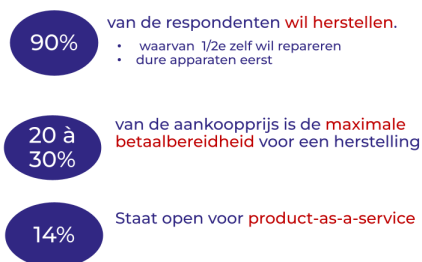 90%
van de respondenten wil herstellen.
• waarvan 1/2e zelf wil repareren
• dure apparaten eerst
20 à
30%
van de aankoopprijs is de maximale
betaalbereidheid voor een herstelling
14%
Staat open voor product-as-a-service